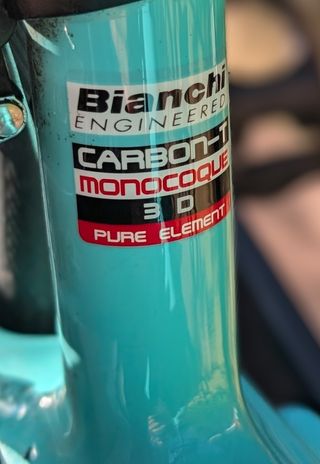 Bianchi
ENGINEERED
CARBON-T
MONOCOQUE
3 D
PURE ELEMENT